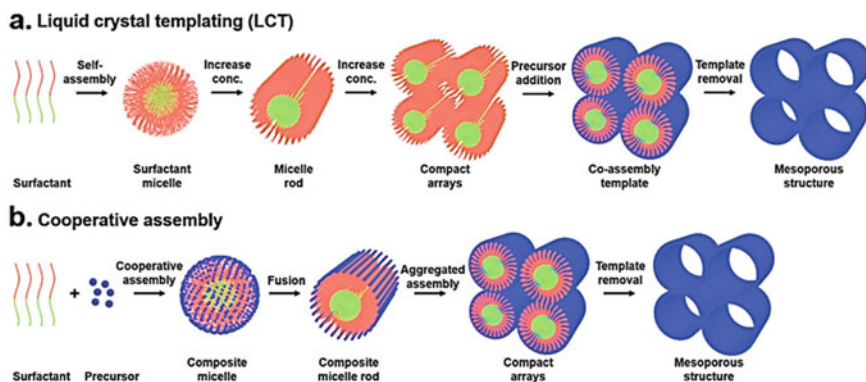 a. Liquid crystal templating (LCT)
Self-
assembly
Increase
conc.
Increase
conc.
Precursor
addition
Template
removal
Surfactant
Surfactant
micelle
Micelle
rod
Compact
arrays
Co-assembly
template
Mesoporous
structure
b. Cooperative assembly
+
Cooperative
assembly
Fusion
Aggregated
assembly
Template
removal
Surfactant
Precursor
Composite
micelle
Composite
micelle rod
Compact
arrays
Mesoporous
structure